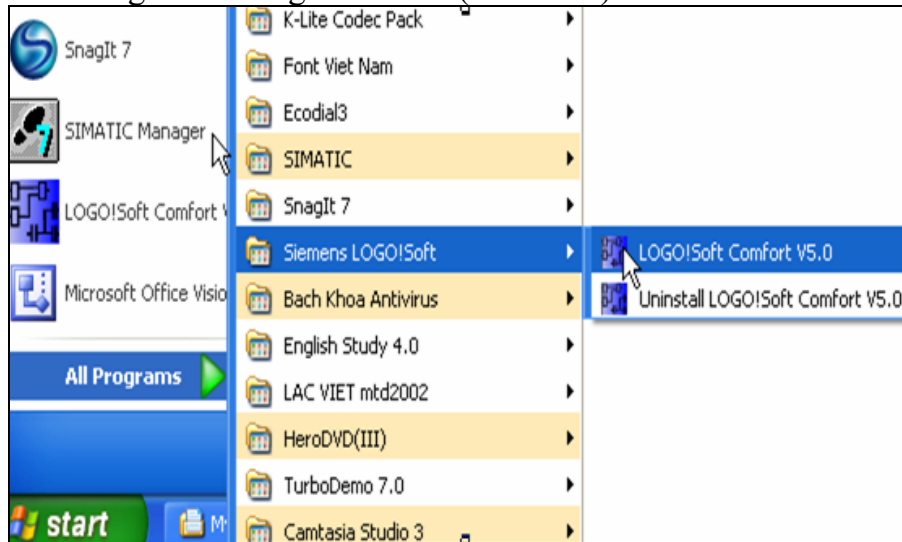 SnagIt 7
SIMATIC Manager
LOGO!Soft Comfort
Microsoft Office Visio
All Programs
start
K-Lite Codec Pack
Font Viet Nam
Ecodial3
SIMATIC
SnagIt 7
Siemens LOGO!Soft
Bach Khoa Antivirus
English Study 4.0
LAC VIET mtd2002
HeroDVD(III)
TurboDemo 7.0
Camtasia Studio 3
LOGO!Soft Comfort V5.0
Uninstall LOGO!Soft Comfort V5.0